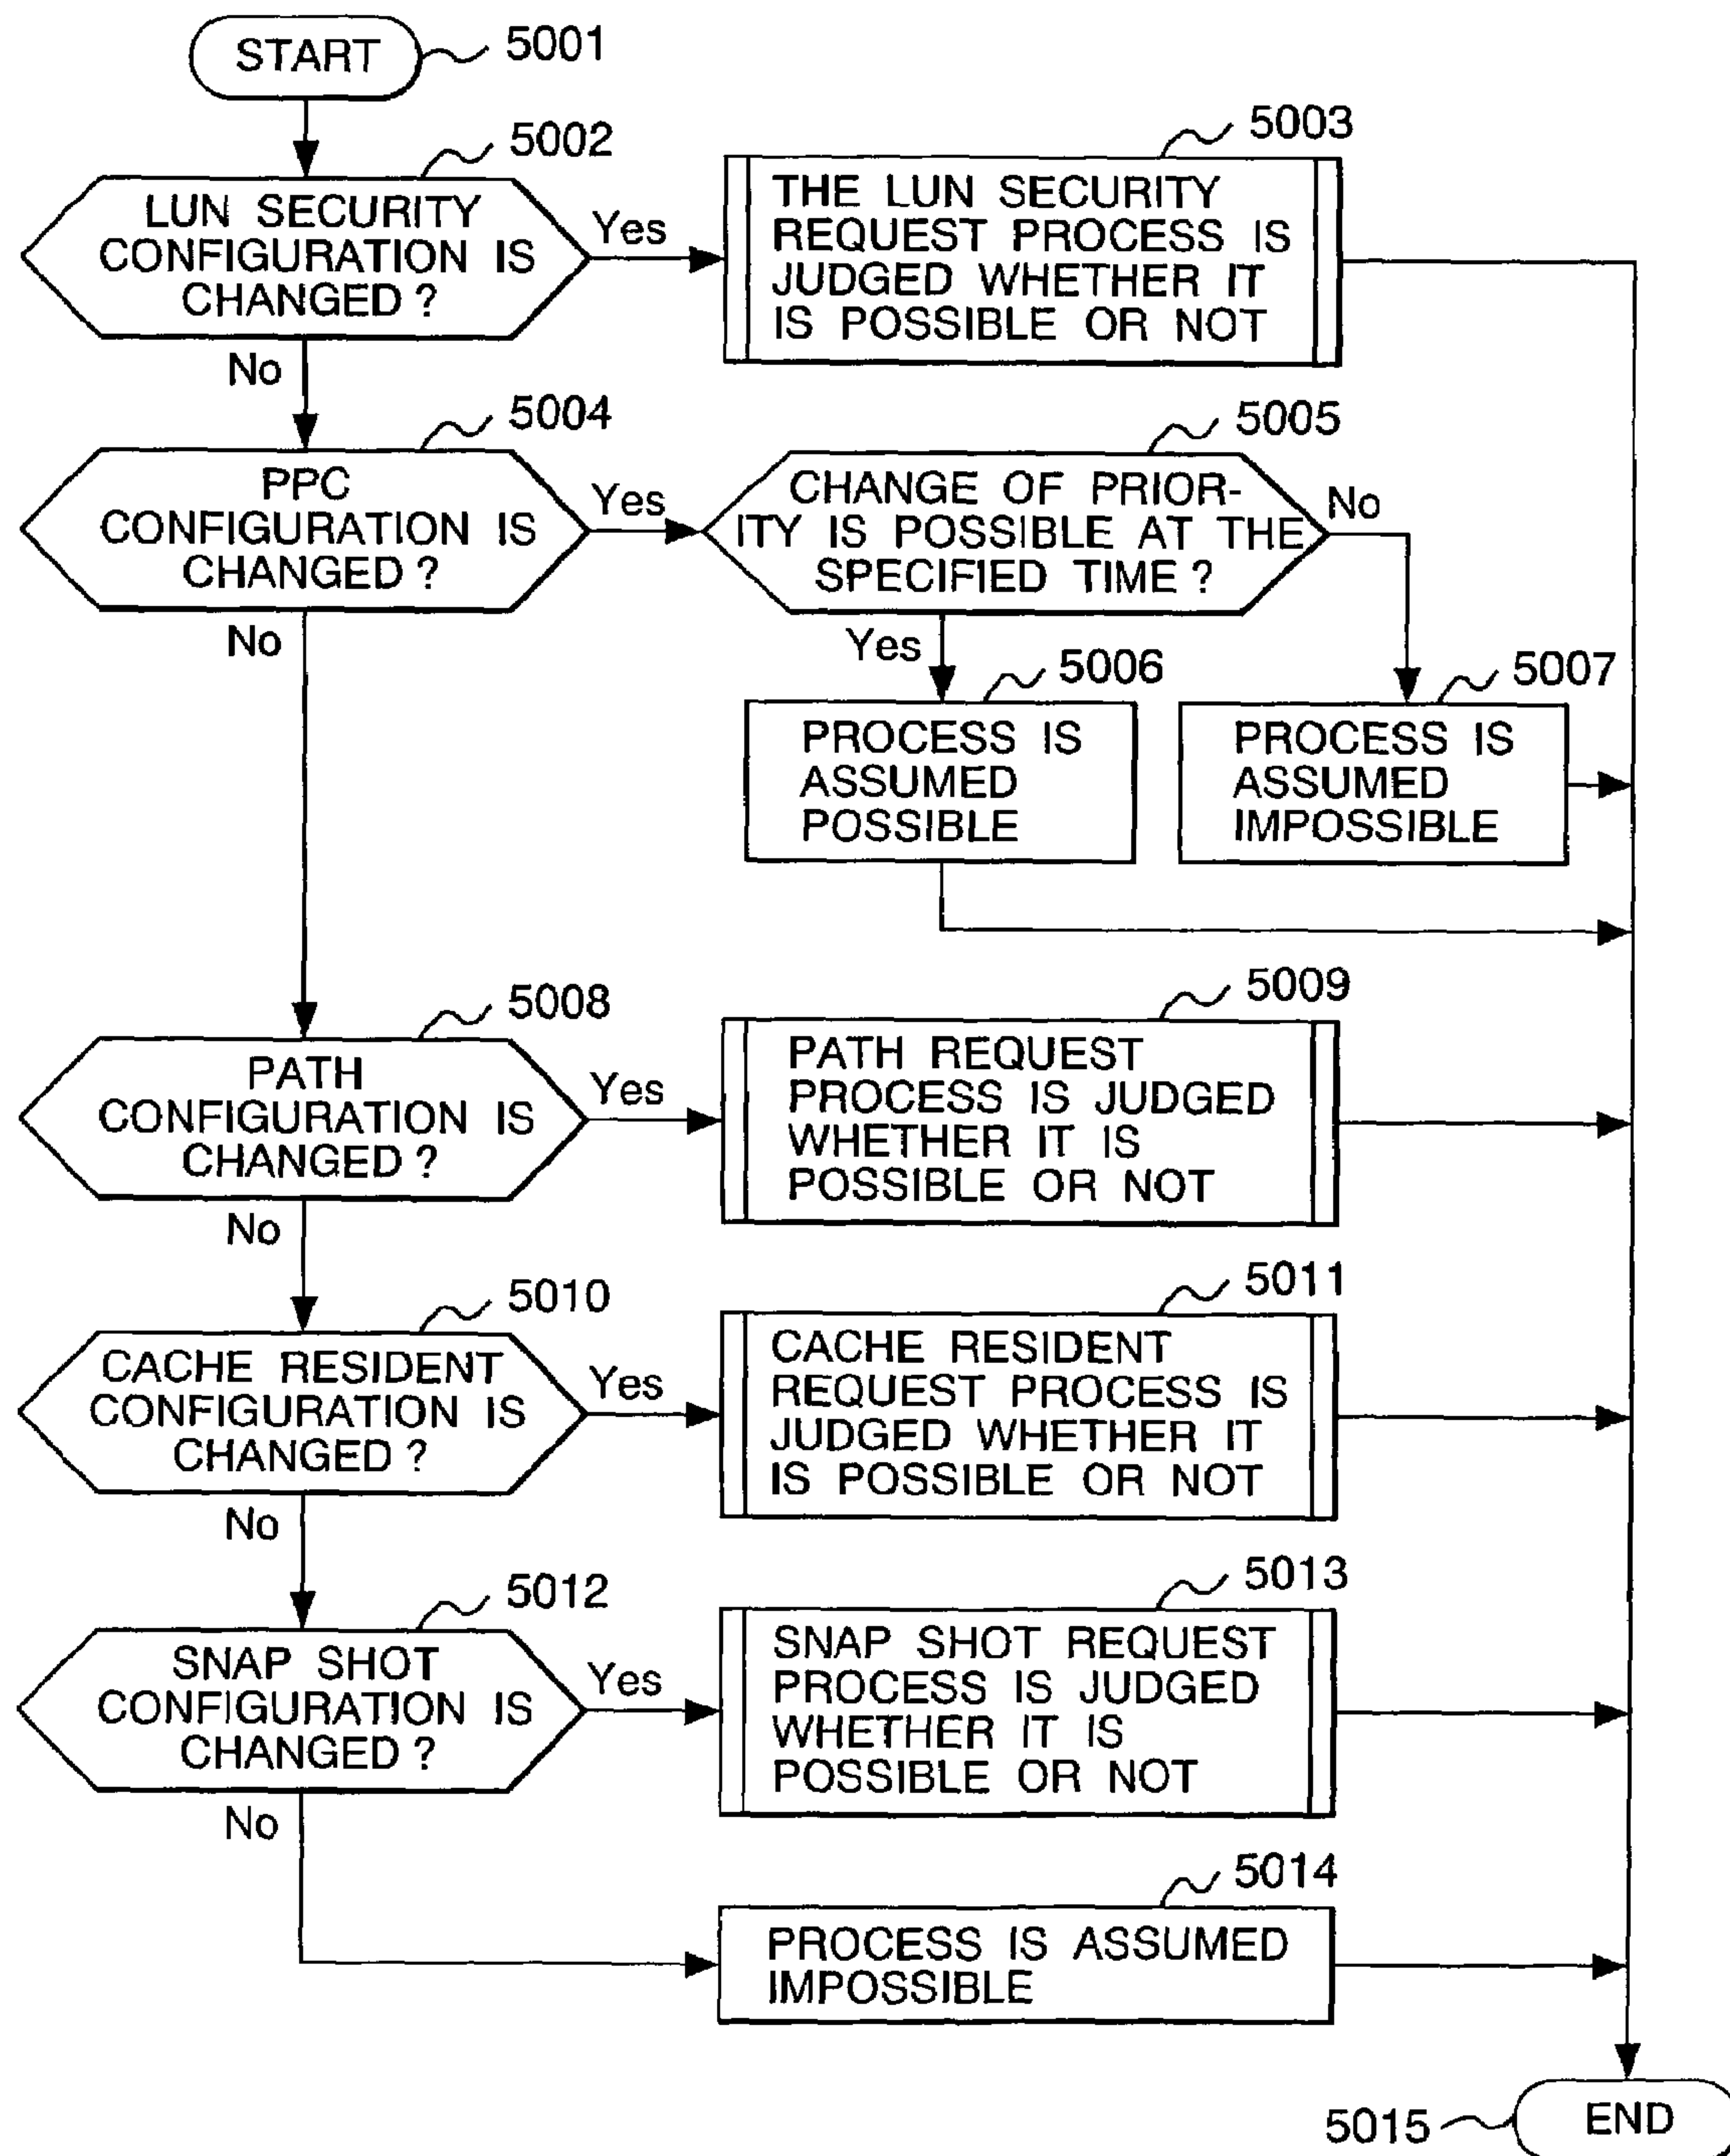 START
5001
5002
LUN SECURITY
CONFIGURATION IS
CHANGED ?
Yes
No
5003
THE LUN SECURITY
REQUEST PROCESS IS
JUDGED WHETHER IT
IS POSSIBLE OR NOT
5004
PPC
CONFIGURATION IS
CHANGED ?
Yes
No
5005
CHANGE OF PRIOR-
ITY IS POSSIBLE AT THE
SPECIFIED TIME ?
No
Yes
5006
PROCESS IS
ASSUMED
POSSIBLE
5007
PROCESS IS
ASSUMED
IMPOSSIBLE
5008
PATH
CONFIGURATION IS
CHANGED ?
Yes
No
5009
PATH REQUEST
PROCESS IS JUDGED
WHETHER IT IS
POSSIBLE OR NOT
5010
CACHE RESIDENT
CONFIGURATION IS
CHANGED ?
Yes
No
5011
CACHE RESIDENT
REQUEST PROCESS IS
JUDGED WHETHER IT
IS POSSIBLE OR NOT
5012
SNAP SHOT
CONFIGURATION IS
CHANGED ?
Yes
No
5013
SNAP SHOT REQUEST
PROCESS IS JUDGED
WHETHER IT IS
POSSIBLE OR NOT
5014
PROCESS IS ASSUMED
IMPOSSIBLE
5015
END